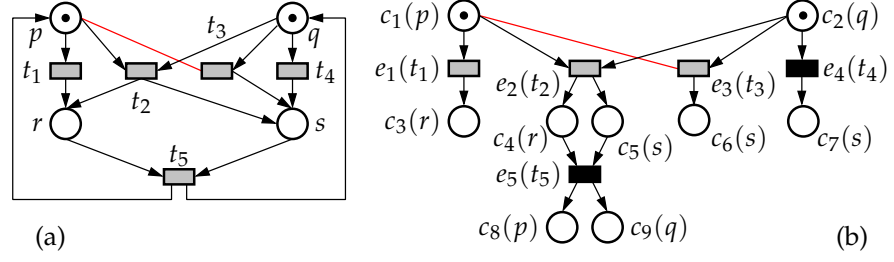 p t₃ q c₁(p) c₂(q)
t₁ t₂ t₄ e₁(t₁) e₂(t₂) e₃(t₃) e₄(t₄)
r s c₃(r) c₄(r) c₅(s) c₆(s) c₇(s)
t₅ e₅(t₅)
(a) c₈(p) c₉(q) (b)